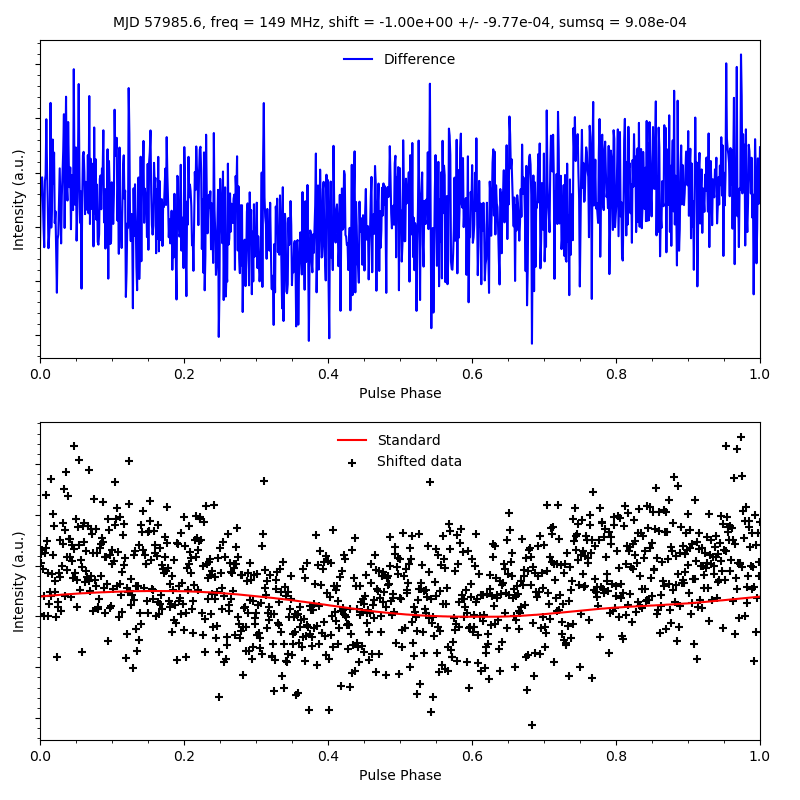 MJD 57985.6, freq = 149 MHz, shift = -1.00e+00 +/- -9.77e-04, sumsq = 9.08e-04
Difference
Intensity (a.u.)
0.0 0.2 0.4 0.6 0.8 1.0
Pulse Phase
Standard
Shifted data
Intensity (a.u.)
0.0 0.2 0.4 0.6 0.8 1.0
Pulse Phase